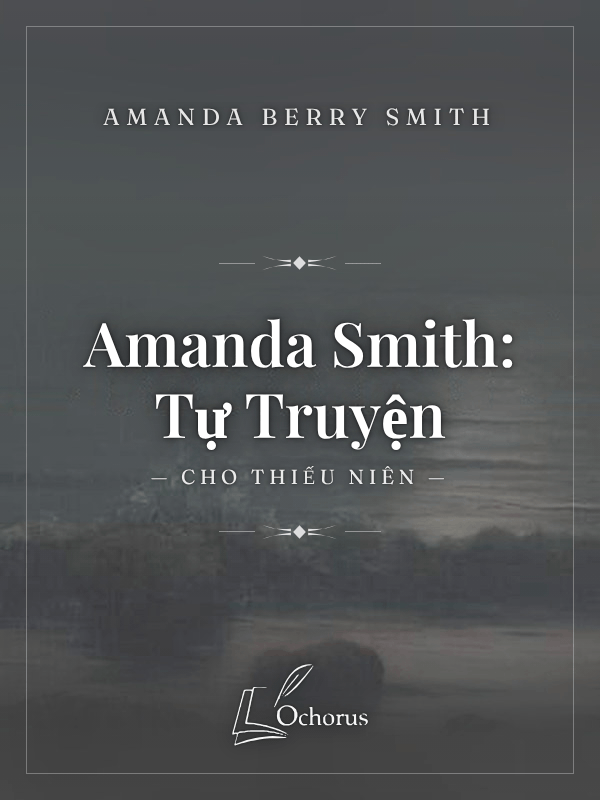 AMANDA BERRY SMITH
Amanda Smith:
Tự Truyện
— CHO THIẾU NIÊN —
Ochorus